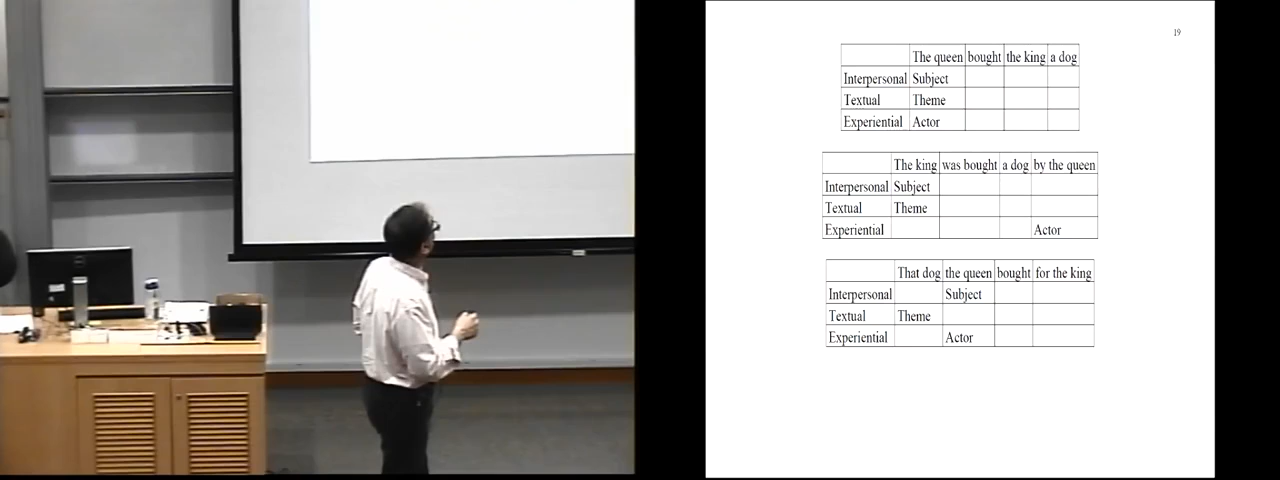 19
The queen bought the king a dog
Interpersonal Subject
Textual Theme
Experiential Actor
The king was bought a dog by the queen
Interpersonal Subject
Textual Theme
Experiential Actor
That dog the queen bought for the king
Interpersonal Subject
Textual Theme
Experiential Actor